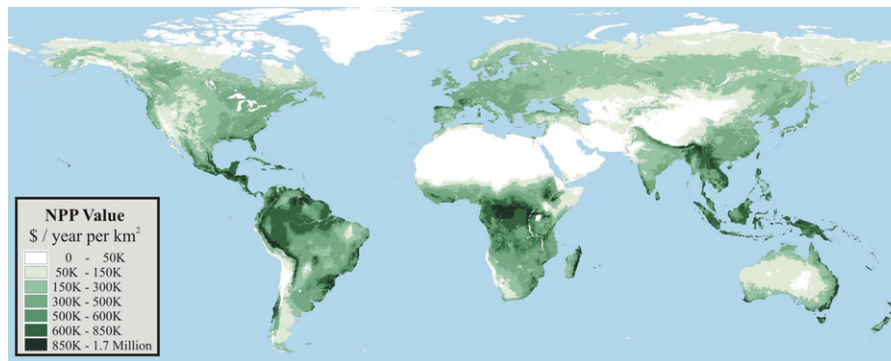 NPP Value
$ / year per km²
0 - 50K
50K - 150K
150K - 300K
300K - 500K
500K - 600K
600K - 850K
850K - 1.7 Million